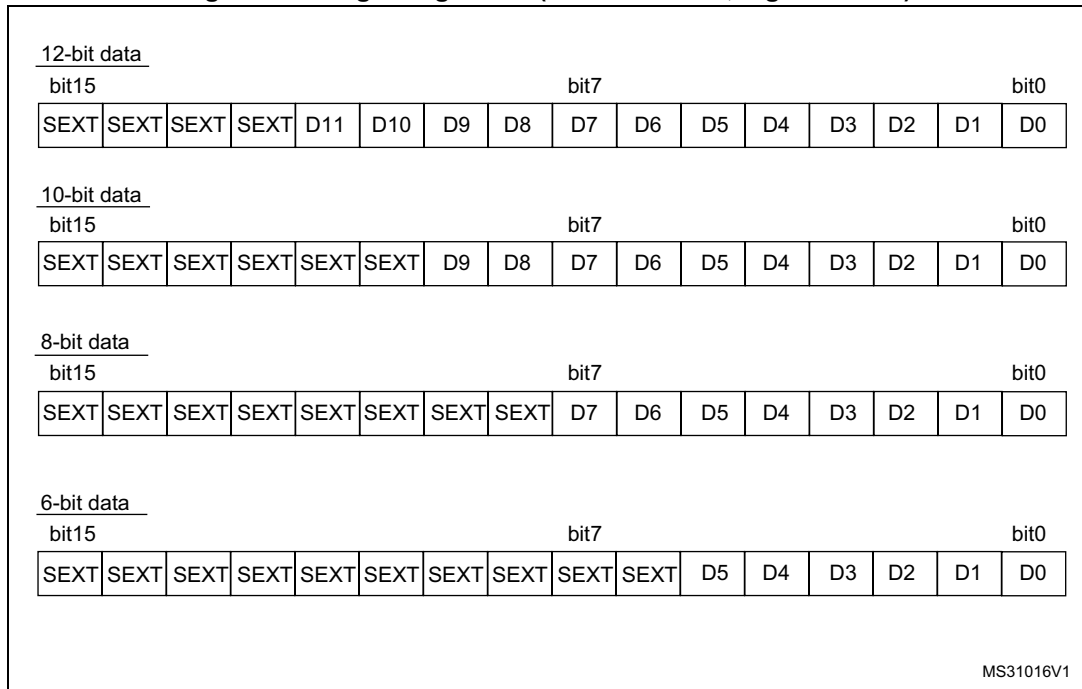 12-bit data
bit15 bit7 bit0
SEXT SEXT SEXT SEXT D11 D10 D9 D8 D7 D6 D5 D4 D3 D2 D1 D0
10-bit data
bit15 bit7 bit0
SEXT SEXT SEXT SEXT SEXT SEXT D9 D8 D7 D6 D5 D4 D3 D2 D1 D0
8-bit data
bit15 bit7 bit0
SEXT SEXT SEXT SEXT SEXT SEXT SEXT SEXT D7 D6 D5 D4 D3 D2 D1 D0
6-bit data
bit15 bit7 bit0
SEXT SEXT SEXT SEXT SEXT SEXT SEXT SEXT SEXT SEXT D5 D4 D3 D2 D1 D0
MS31016V1